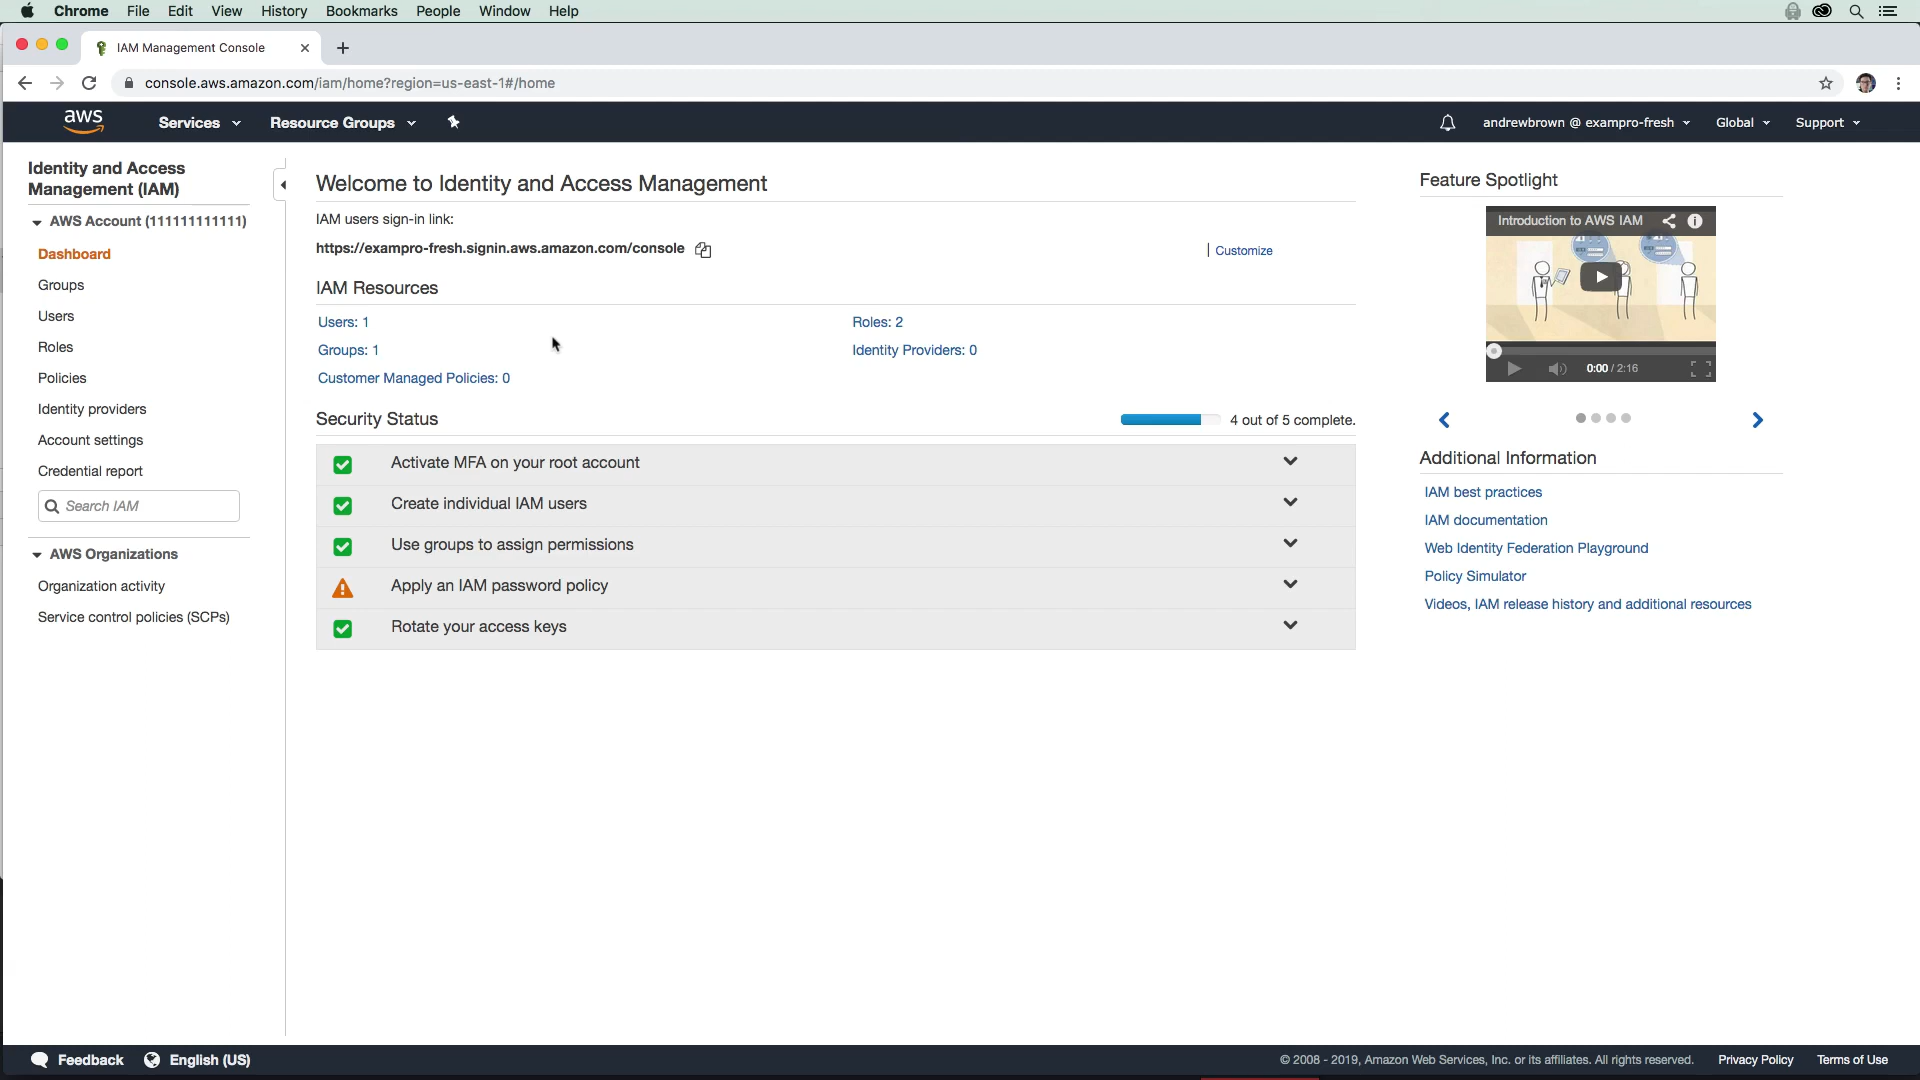 Chrome File Edit View History Bookmarks People Window Help
IAM Management Console
console.aws.amazon.com/iam/home?region=us-east-1#/home
aws Services Resource Groups andrewbrown @ exampro-fresh Global Support
Identity and Access
Management (IAM)
AWS Account (111111111111)
Dashboard
Groups
Users
Roles
Policies
Identity providers
Account settings
Credential report
Search IAM
AWS Organizations
Organization activity
Service control policies (SCPs)
Welcome to Identity and Access Management
IAM users sign-in link:
https://exampro-fresh.signin.aws.amazon.com/console | Customize
IAM Resources
Users: 1 Roles: 2
Groups: 1 Identity Providers: 0
Customer Managed Policies: 0
Security Status 4 out of 5 complete.
Activate MFA on your root account
Create individual IAM users
Use groups to assign permissions
Apply an IAM password policy
Rotate your access keys
Feature Spotlight
Introduction to AWS IAM
0:00 / 2:16
Additional Information
IAM best practices
IAM documentation
Web Identity Federation Playground
Policy Simulator
Videos, IAM release history and additional resources
Feedback English (US) © 2008 - 2019, Amazon Web Services, Inc. or its affiliates. All rights reserved. Privacy Policy Terms of Use